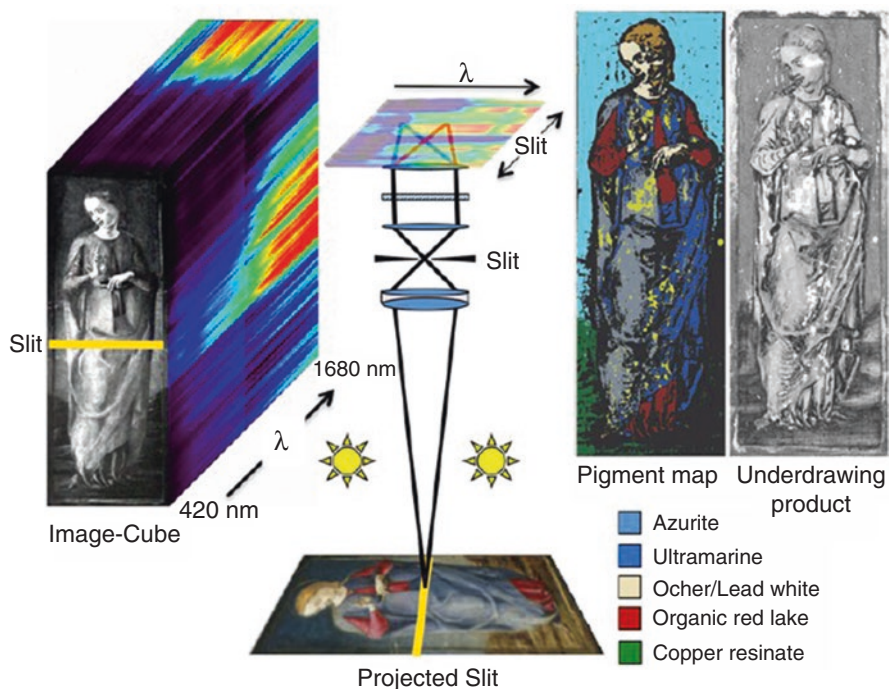 λ
Slit
Slit
Slit
1680 nm
λ
420 nm
Image-Cube
Projected Slit
Pigment map
Underdrawing
product
Azurite
Ultramarine
Ocher/Lead white
Organic red lake
Copper resinate